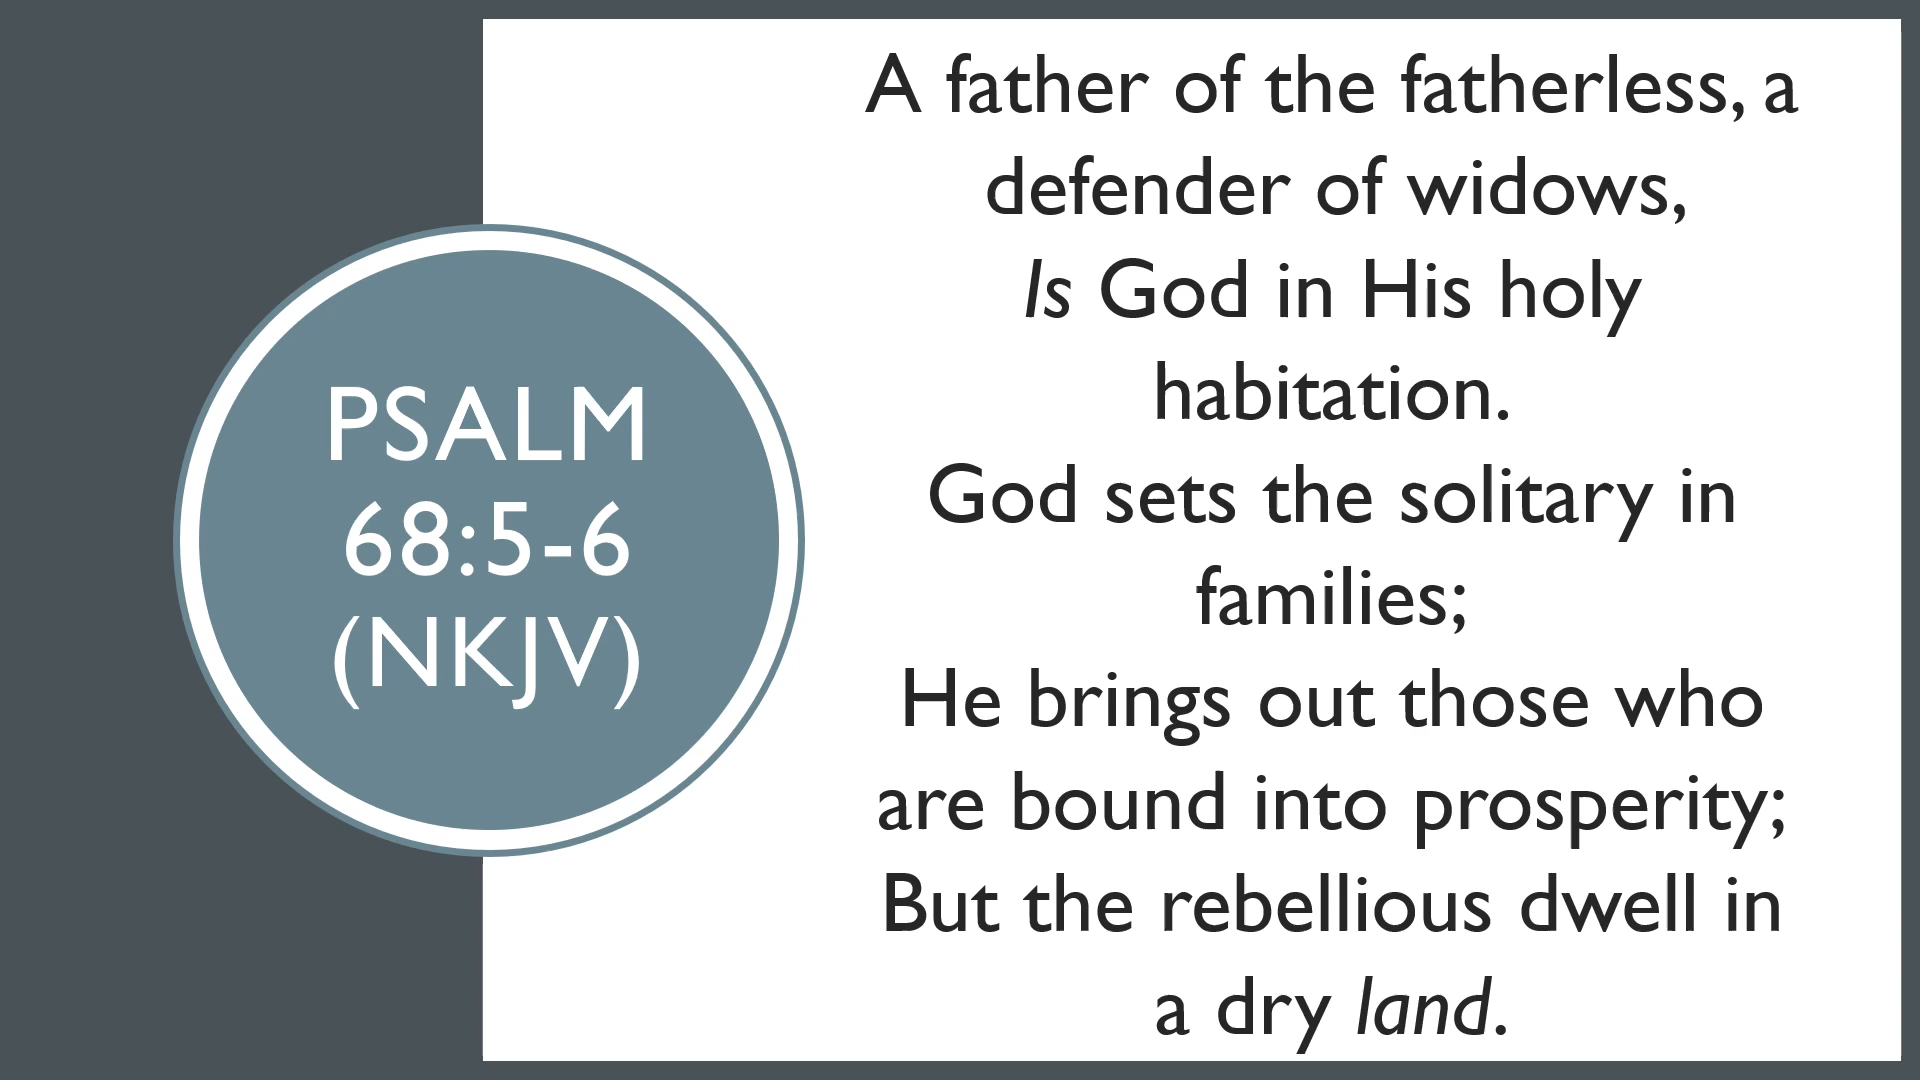 PSALM
68:5-6
(NKJV)
A father of the fatherless, a
defender of widows,
Is God in His holy
habitation.
God sets the solitary in
families;
He brings out those who
are bound into prosperity;
But the rebellious dwell in
a dry land.